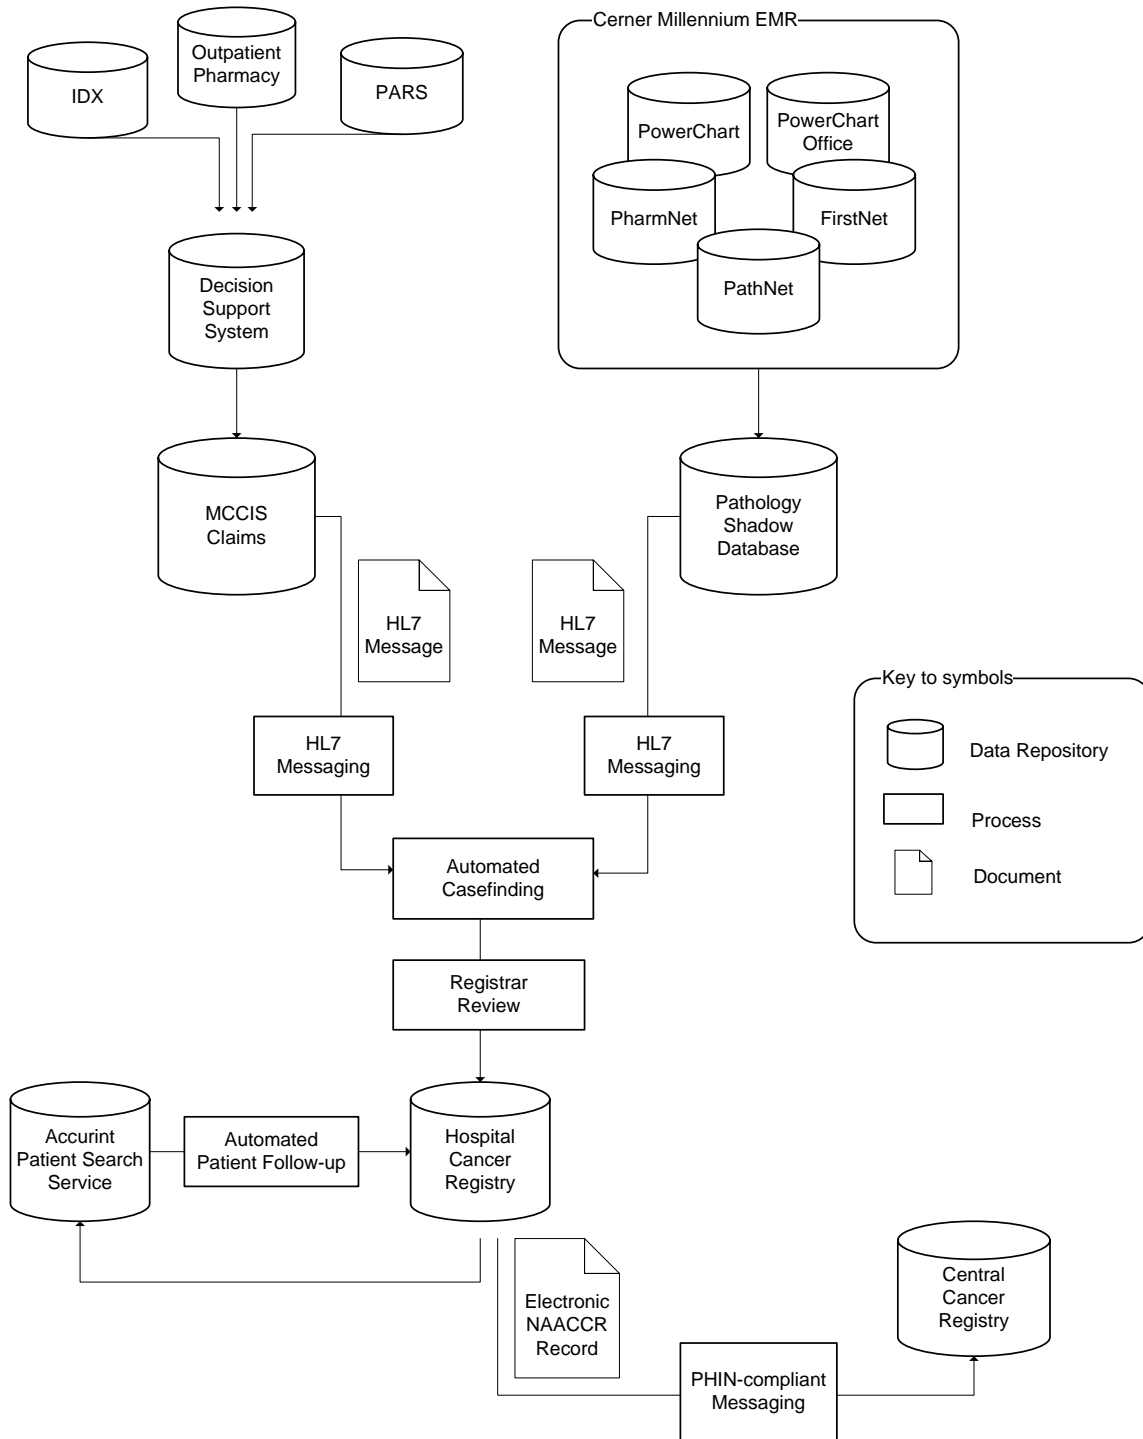 Cerner Millennium EMR
Outpatient
Pharmacy
IDX
PARS
PowerChart
PowerChart
Office
PharmNet
FirstNet
PathNet
Decision
Support
System
MCCIS
Claims
Pathology
Shadow
Database
HL7
Message
HL7
Message
Key to symbols
Data Repository
Process
Document
HL7
Messaging
HL7
Messaging
Automated
Casefinding
Registrar
Review
Accurint
Patient Search
Service
Automated
Patient Follow-up
Hospital
Cancer
Registry
Electronic
NAACCR
Record
Central
Cancer
Registry
PHIN-compliant
Messaging